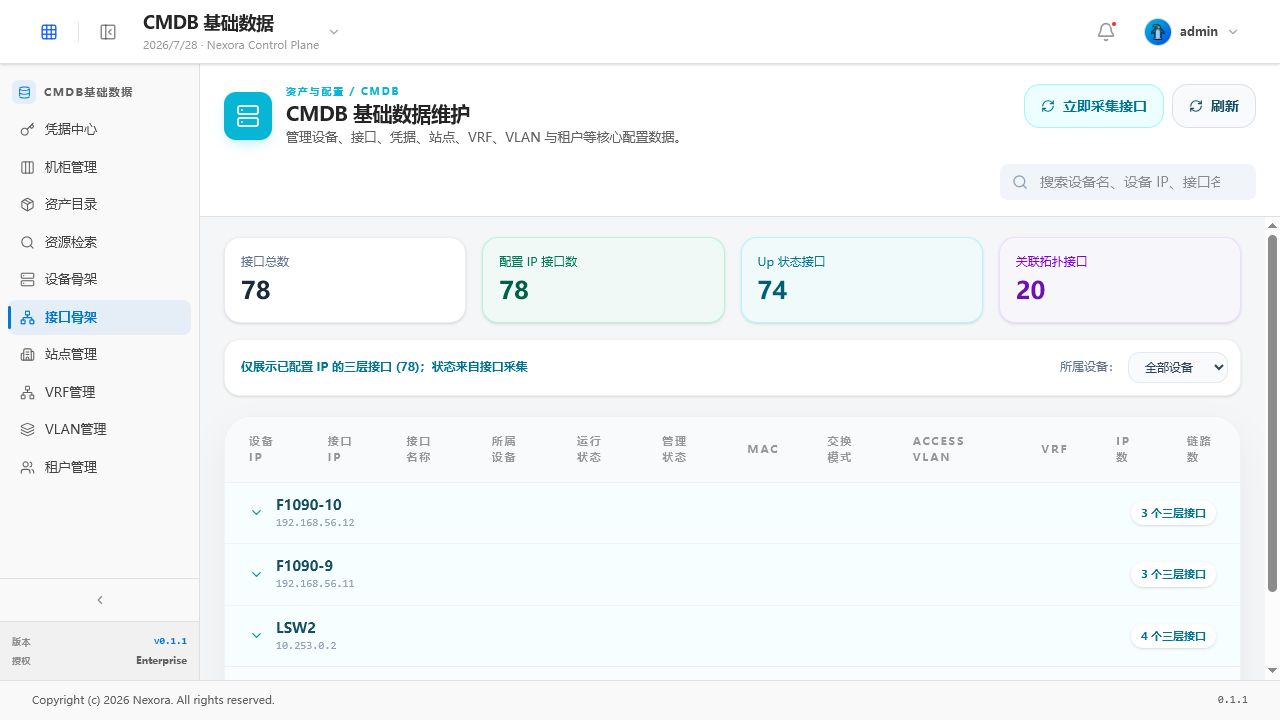 CMDB 基础数据
2026/7/28 · Nexora Control Plane
admin
CMDB基础数据
凭据中心
机柜管理
资产目录
资源检索
设备骨架
接口骨架
站点管理
VRF管理
VLAN管理
租户管理
版本 v0.1.1
授权 Enterprise
资产与配置 / CMDB
CMDB 基础数据维护
管理设备、接口、凭据、站点、VRF、VLAN 与租户等核心配置数据。
立即采集接口 刷新
搜索设备名、设备 IP、接口名
接口总数
78
配置 IP 接口数
78
Up 状态接口
74
关联拓扑接口
20
仅展示已配置 IP 的三层接口 (78)；状态来自接口采集
所属设备： 全部设备
设备 IP 接口 IP 接口名称 所属设备 运行状态 管理状态 MAC 交换模式 ACCESS VLAN VRF IP 数 链路数
F1090-10
192.168.56.12
3 个三层接口
F1090-9
192.168.56.11
3 个三层接口
LSW2
10.253.0.2
4 个三层接口
Copyright (c) 2026 Nexora. All rights reserved.
0.1.1